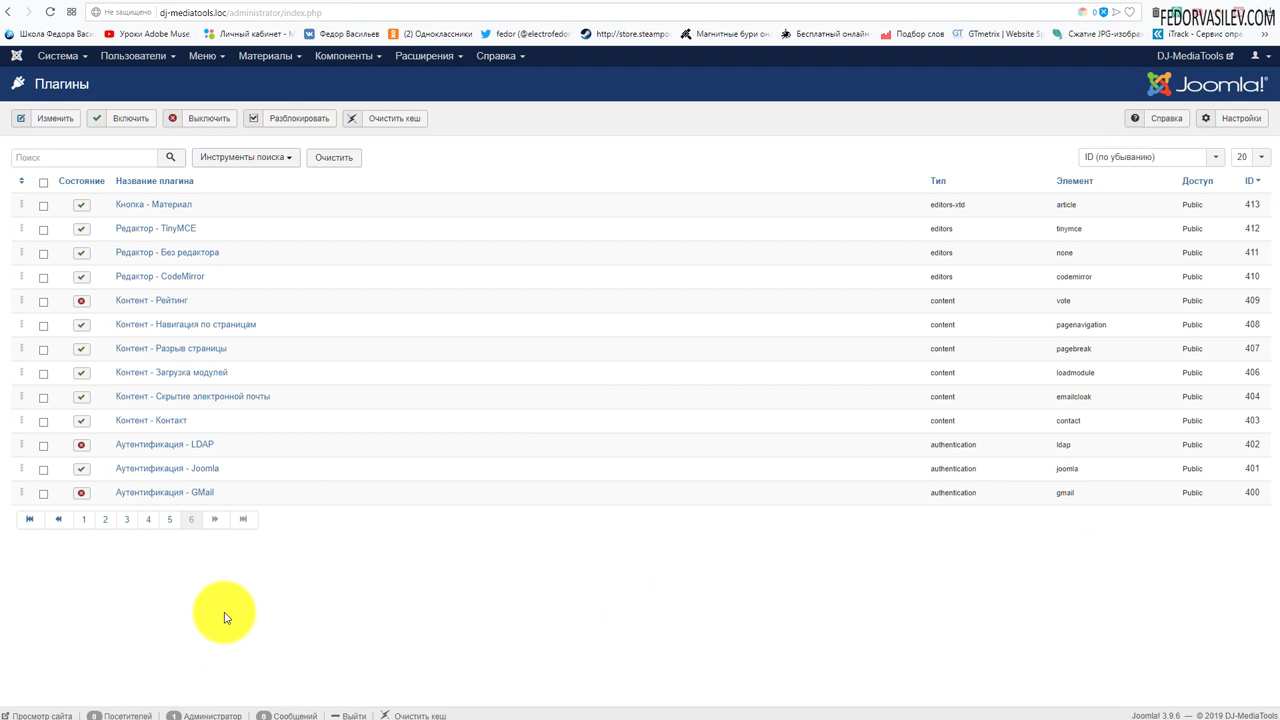 Не защищено dj-mediatools.loc/administrator/index.php 0
FEDORVASILEV.COM
Школа Федора Васи Уроки Adobe Muse, Личный кабинет - М Федор Васильев (2) Одноклассники fedor (@electrofedor http://store.steampo Магнитные бури онл Бесплатный онлайн Подбор слов GTmetrix | Website S Сжатие JPG-изображ iTrack - Сервис опре »
Система Пользователи Меню Материалы Компоненты Расширения Справка DJ-MediaTools
Плагины Joomla!®
Изменить Включить Выключить Разблокировать Очистить кеш Справка Настройки
Поиск Инструменты поиска Очистить ID (по убыванию) 20
Состояние Название плагина Тип Элемент Доступ ID
Кнопка - Материал editors-xtd article Public 413
Редактор - TinyMCE editors tinymce Public 412
Редактор - Без редактора editors none Public 411
Редактор - CodeMirror editors codemirror Public 410
Контент - Рейтинг content vote Public 409
Контент - Навигация по страницам content pagenavigation Public 408
Контент - Разрыв страницы content pagebreak Public 407
Контент - Загрузка модулей content loadmodule Public 406
Контент - Скрытие электронной почты content emailcloak Public 404
Контент - Контакт content contact Public 403
Аутентификация - LDAP authentication ldap Public 402
Аутентификация - Joomla authentication joomla Public 401
Аутентификация - GMail authentication gmail Public 400
1 2 3 4 5 6
Просмотр сайта 0 Посетителей 1 Администратор 0 Сообщений Выйти Очистить кеш Joomla! 3.9.6 — © 2019 DJ-MediaTools